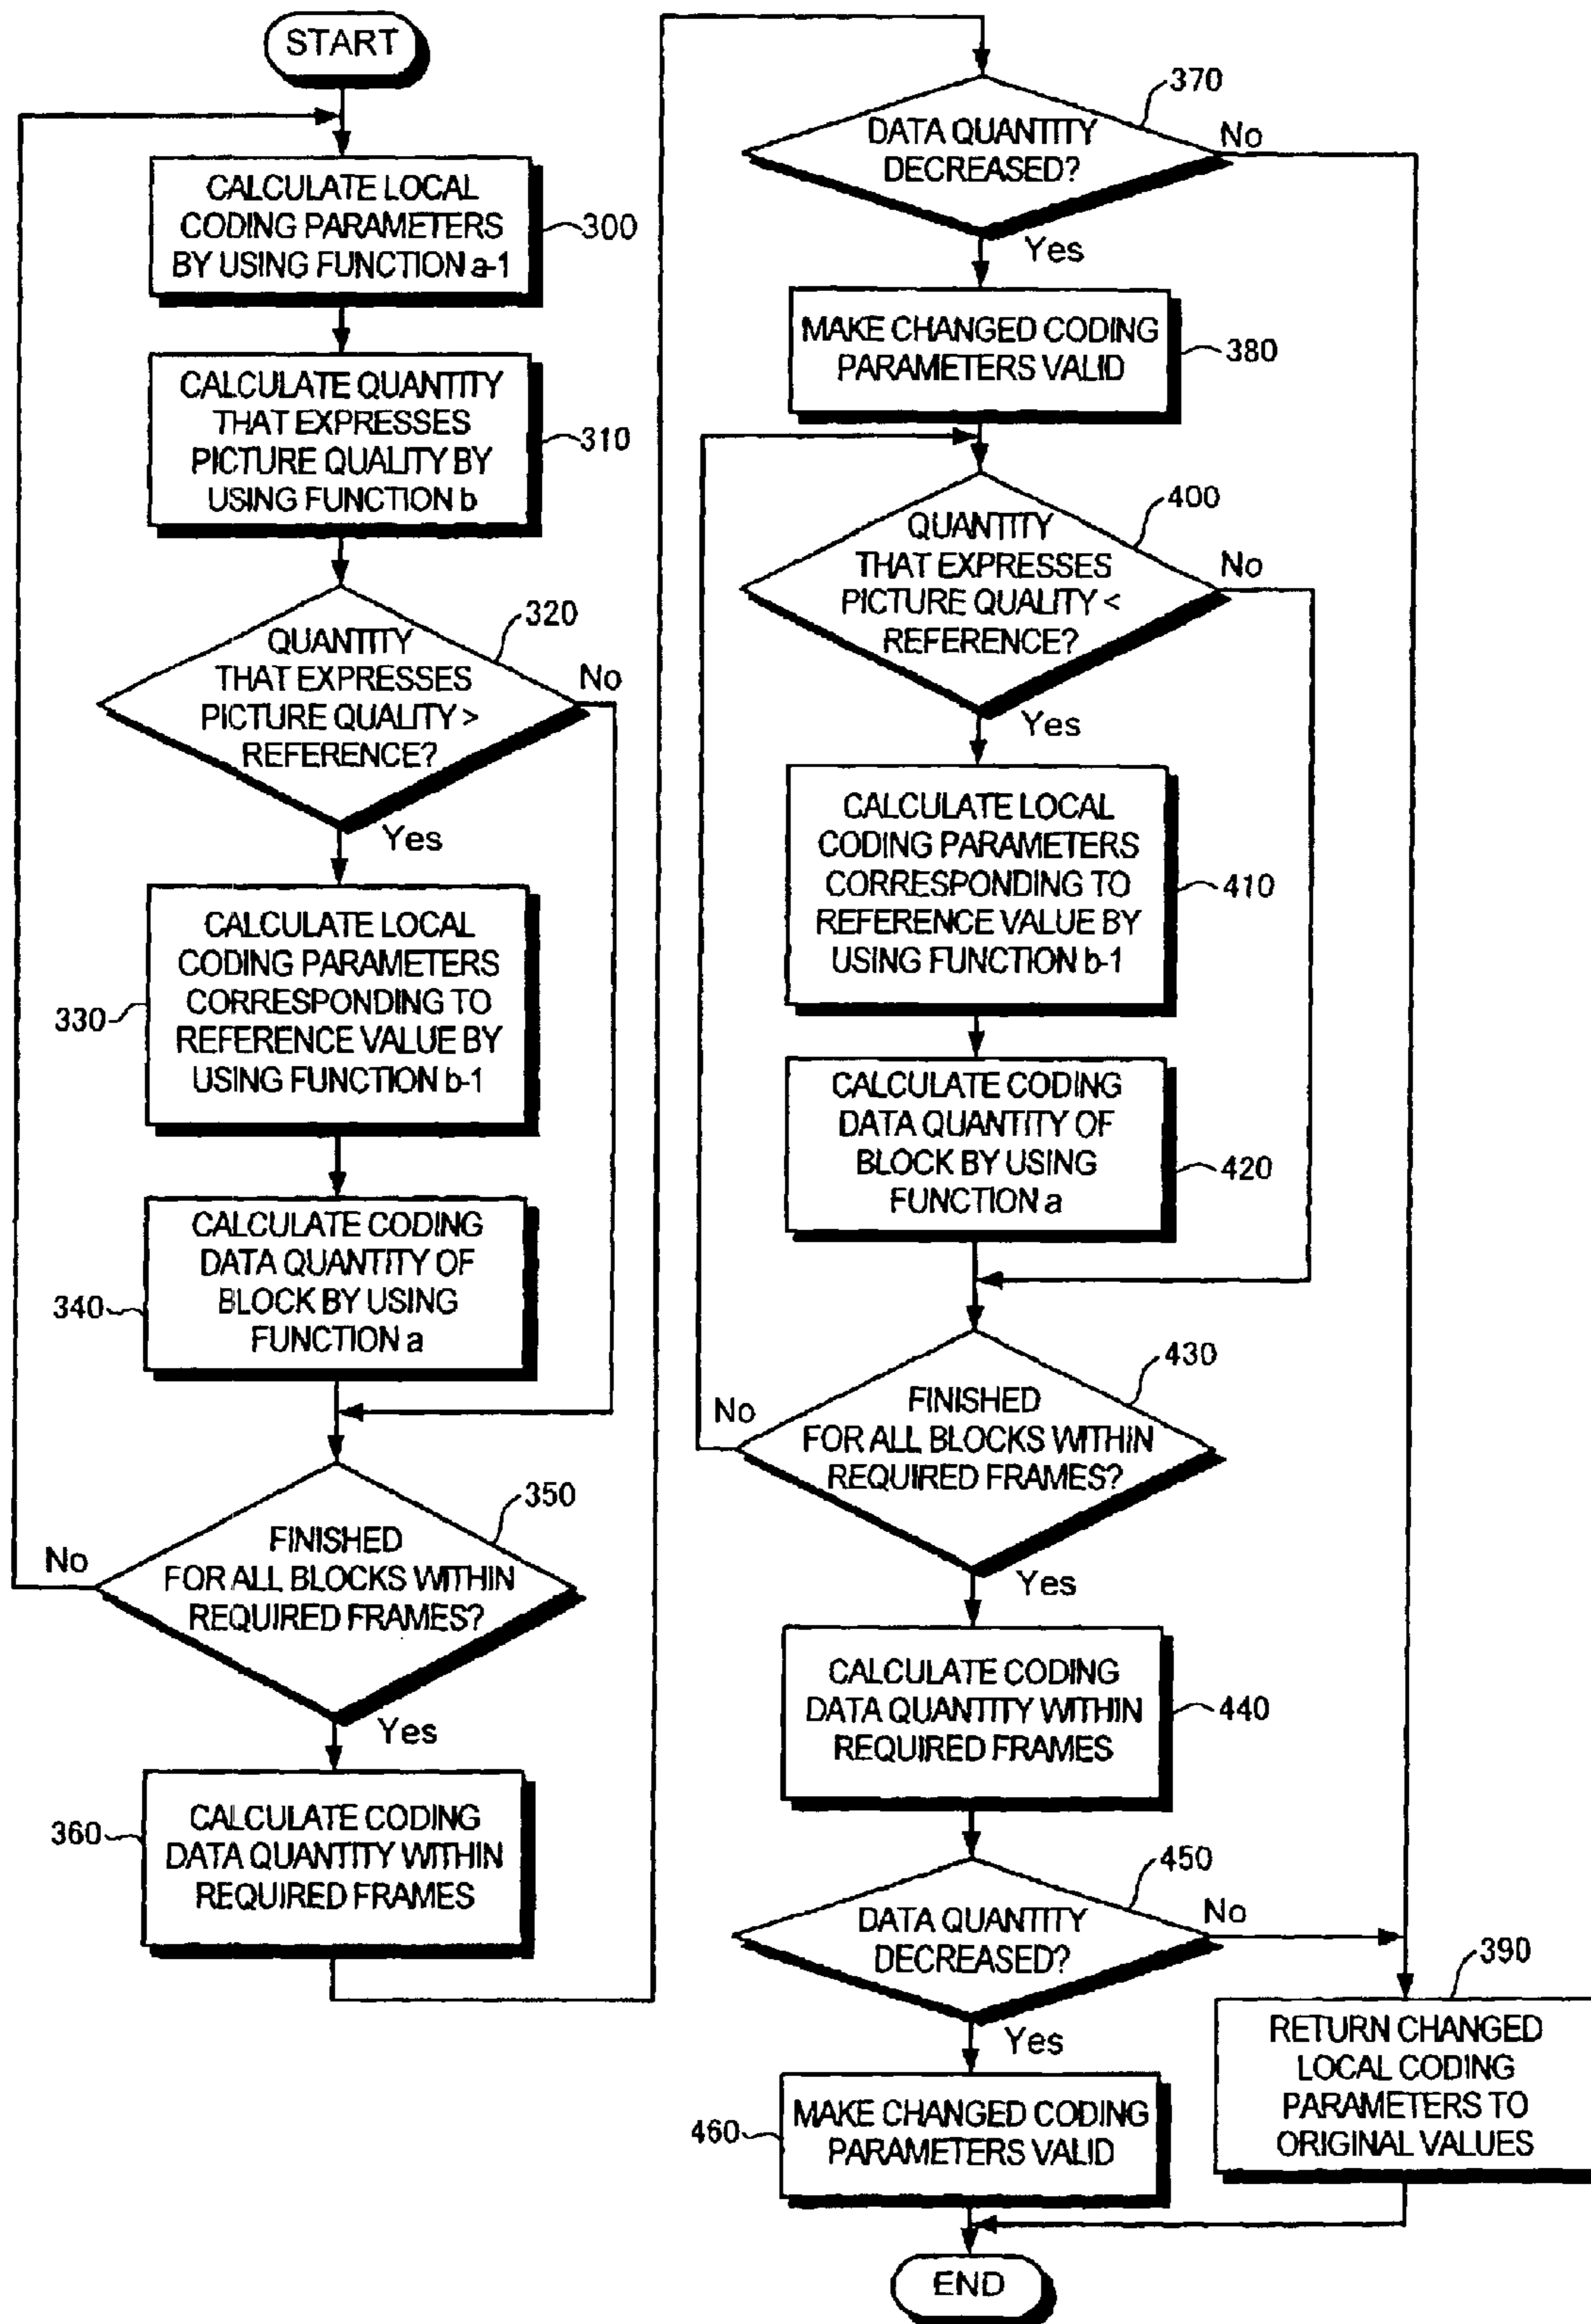 START
CALCULATE LOCAL
CODING PARAMETERS
BY USING FUNCTION a-1
300
CALCULATE QUANTITY
THAT EXPRESSES
PICTURE QUALITY BY
USING FUNCTION b
310
320
QUANTITY
THAT EXPRESSES
PICTURE QUALITY >
REFERENCE?
No
Yes
CALCULATE LOCAL
CODING PARAMETERS
CORRESPONDING TO
REFERENCE VALUE BY
USING FUNCTION b-1
330
CALCULATE CODING
DATA QUANTITY OF
BLOCK BY USING
FUNCTION a
340
350
FINISHED
FOR ALL BLOCKS WITHIN
REQUIRED FRAMES?
No
Yes
CALCULATE CODING
DATA QUANTITY WITHIN
REQUIRED FRAMES
360
370
DATA QUANTITY
DECREASED?
No
Yes
MAKE CHANGED CODING
PARAMETERS VALID
380
400
QUANTITY
THAT EXPRESSES
PICTURE QUALITY <
REFERENCE?
No
Yes
CALCULATE LOCAL
CODING PARAMETERS
CORRESPONDING TO
REFERENCE VALUE BY
USING FUNCTION b-1
410
CALCULATE CODING
DATA QUANTITY OF
BLOCK BY USING
FUNCTION a
420
430
FINISHED
FOR ALL BLOCKS WITHIN
REQUIRED FRAMES?
No
Yes
CALCULATE CODING
DATA QUANTITY WITHIN
REQUIRED FRAMES
440
450
DATA QUANTITY
DECREASED?
No
Yes
390
RETURN CHANGED
LOCAL CODING
PARAMETERS TO
ORIGINAL VALUES
MAKE CHANGED CODING
PARAMETERS VALID
460
END